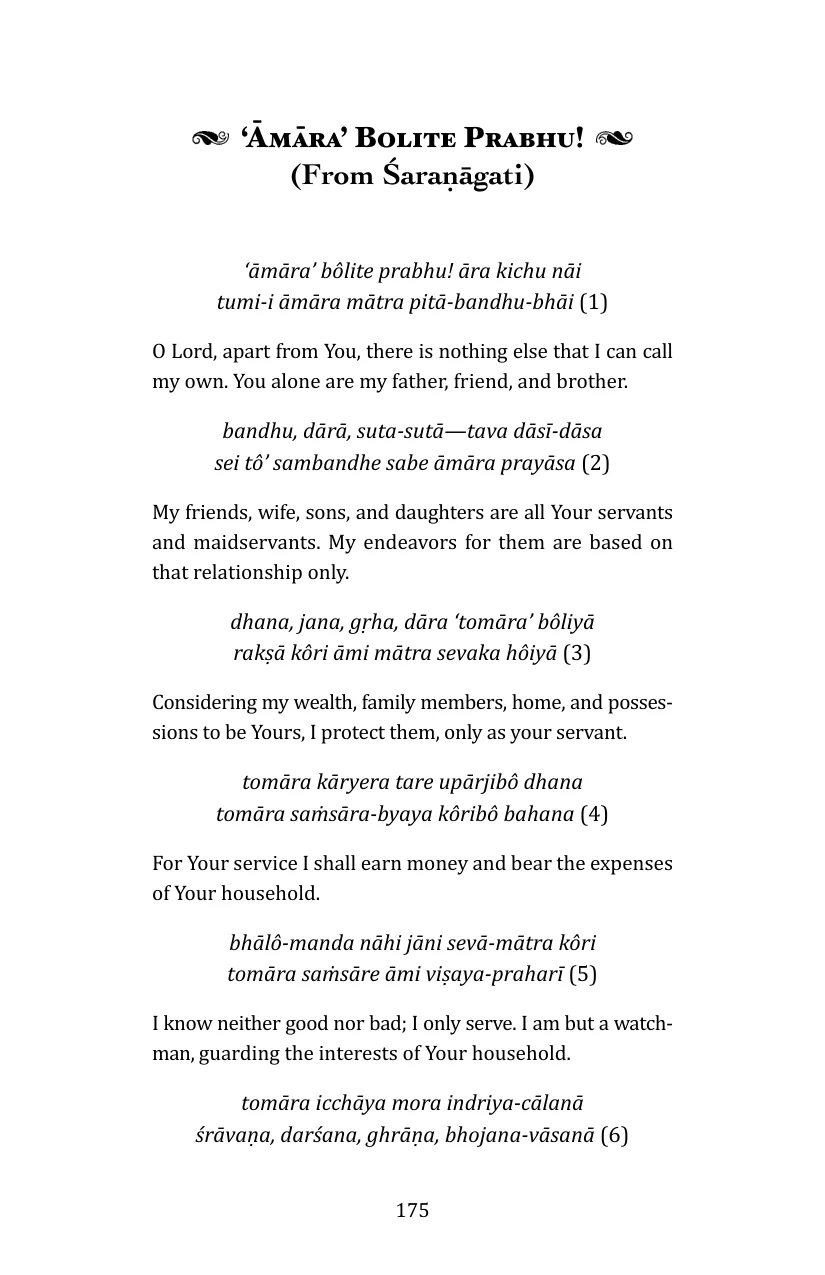 ‘Āmāra’ Bolite Prabhu!
(From Śaraṇāgati)
‘āmāra’ bôlite prabhu! āra kichu nāi
tumi-i āmāra mātra pitā-bandhu-bhāi (1)
O Lord, apart from You, there is nothing else that I can call
my own. You alone are my father, friend, and brother.
bandhu, dārā, suta-sutā—tava dāsī-dāsa
sei tô’ sambandhe sabe āmāra prayāsa (2)
My friends, wife, sons, and daughters are all Your servants
and maidservants. My endeavors for them are based on
that relationship only.
dhana, jana, gṛha, dāra ‘tomāra’ bôliyā
rakṣā kôri āmi mātra sevaka hôiyā (3)
Considering my wealth, family members, home, and posses-
sions to be Yours, I protect them, only as your servant.
tomāra kāryera tare upārjibô dhana
tomāra saṁsāra-byaya kôribô bahana (4)
For Your service I shall earn money and bear the expenses
of Your household.
bhālô-manda nāhi jāni sevā-mātra kôri
tomāra saṁsāre āmi viṣaya-praharī (5)
I know neither good nor bad; I only serve. I am but a watch-
man, guarding the interests of Your household.
tomāra icchāya mora indriya-cālanā
śrāvaṇa, darśana, ghrāṇa, bhojana-vāsanā (6)
175